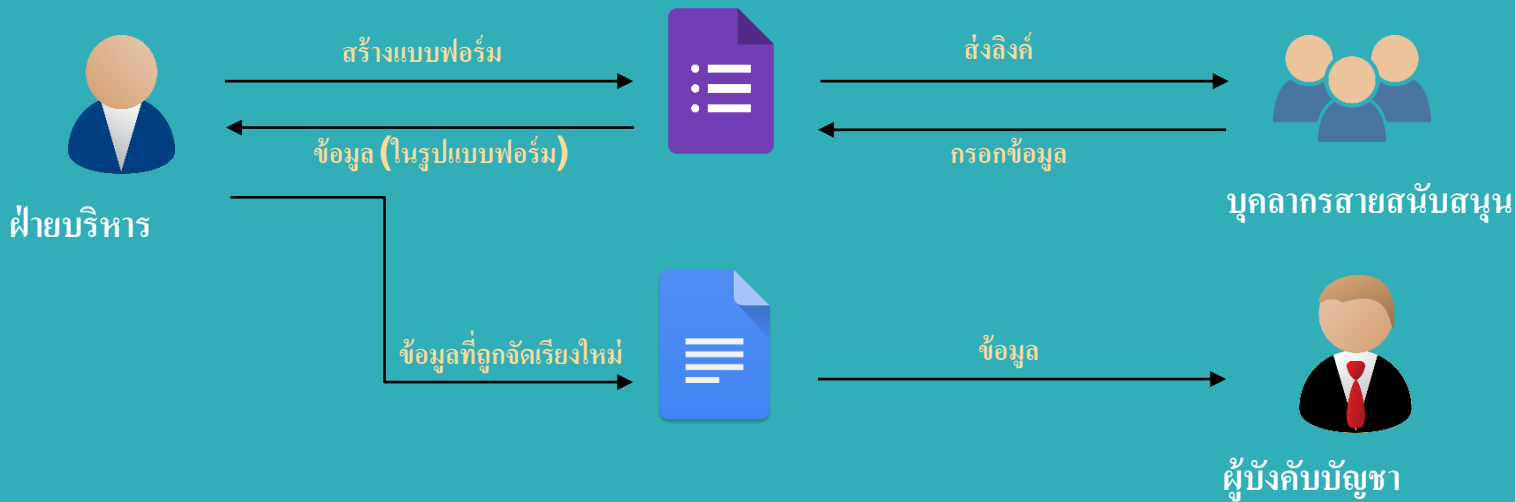 สร้างแบบฟอร์ม
ส่งลิงค์
ข้อมูล (ในรูปแบบฟอร์ม)
กรอกข้อมูล
ฝ่ายบริหาร
บุคลากรสายสนับสนุน
ข้อมูลที่ถูกจัดเรียงใหม่
ข้อมูล
ผู้บังคับบัญชา